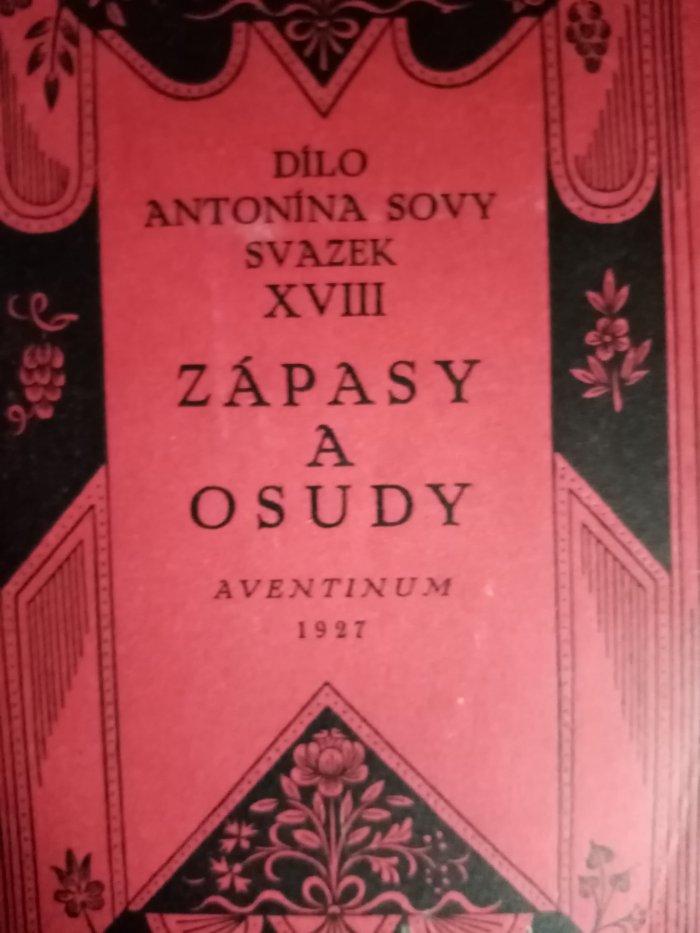 DÍLO
ANTONÍNA SOVY
SVAZEK
XVIII
ZÁPASY
A
OSUDY
AVENTINUM
1927